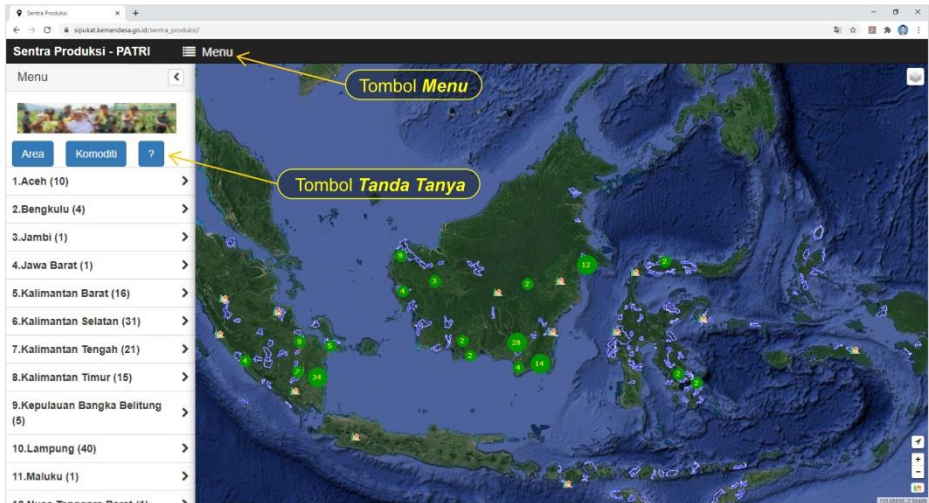 Sentra Produksi
sipukat.kemendesa.go.id/sentra_produksi/
Sentra Produksi - PATRI
Menu
Tombol Menu
Menu
Area
Komoditi
?
Tombol Tanda Tanya
1.Aceh (10)
2.Bengkulu (4)
3.Jambi (1)
4.Jawa Barat (1)
5.Kalimantan Barat (16)
6.Kalimantan Selatan (31)
7.Kalimantan Tengah (21)
8.Kalimantan Timur (15)
9.Kepulauan Bangka Belitung
(5)
10.Lampung (40)
11.Maluku (1)
9
3
4
2
12
2
2
2
28
14
4
9
5
4
7
34
2
2